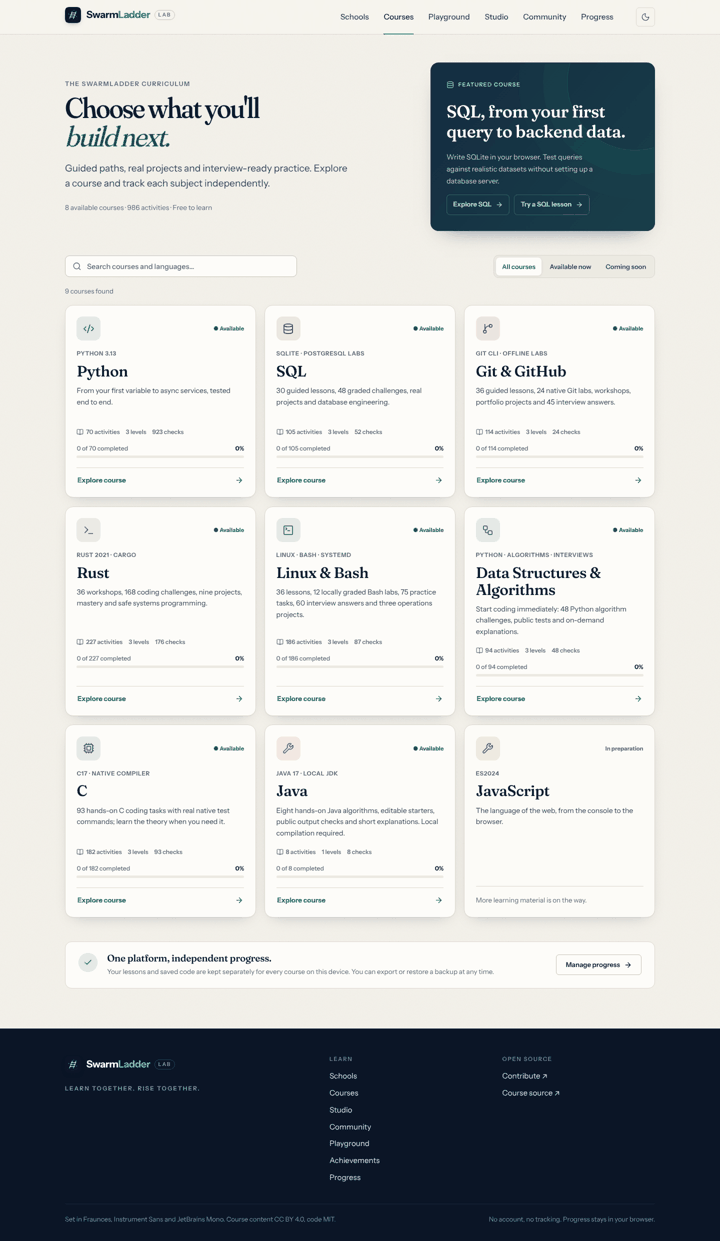 SwarmLadder LAB
Schools Courses Playground Studio Community Progress
THE SWARMLADDER CURRICULUM
Choose what you'll
build next.
Guided paths, real projects and interview-ready practice. Explore
a course and track each subject independently.
8 available courses · 986 activities · Free to learn
FEATURED COURSE
SQL, from your first
query to backend data.
Write SQLite in your browser. Test queries
against realistic datasets without setting up a
database server.
Explore SQL → Try a SQL lesson →
Search courses and languages...
All courses Available now Coming soon
9 courses found
Available
PYTHON 3.13
Python
From your first variable to async services, tested
end to end.
70 activities 3 levels 923 checks
0 of 70 completed 0%
Explore course →
Available
SQLITE · POSTGRESQL LABS
SQL
30 guided lessons, 48 graded challenges, real
projects and database engineering.
105 activities 3 levels 52 checks
0 of 105 completed 0%
Explore course →
Available
GIT CLI · OFFLINE LABS
Git & GitHub
36 guided lessons, 24 native Git labs, workshops,
portfolio projects and 45 interview answers.
114 activities 3 levels 24 checks
0 of 114 completed 0%
Explore course →
Available
RUST 2021 · CARGO
Rust
36 workshops, 168 coding challenges, nine projects,
mastery and safe systems programming.
227 activities 3 levels 176 checks
0 of 227 completed 0%
Explore course →
Available
LINUX · BASH · SYSTEMD
Linux & Bash
36 lessons, 12 locally graded Bash labs, 75 practice
tasks, 60 interview answers and three operations
projects.
186 activities 3 levels 87 checks
0 of 186 completed 0%
Explore course →
Available
PYTHON · ALGORITHMS · INTERVIEWS
Data Structures &
Algorithms
Start coding immediately: 48 Python algorithm
challenges, public tests and on-demand
explanations.
94 activities 3 levels 48 checks
0 of 94 completed 0%
Explore course →
Available
C17 · NATIVE COMPILER
C
93 hands-on C coding tasks with real native test
commands; learn the theory when you need it.
182 activities 3 levels 93 checks
0 of 182 completed 0%
Explore course →
Available
JAVA 17 · LOCAL JDK
Java
Eight hands-on Java algorithms, editable starters,
public output checks and short explanations. Local
compilation required.
8 activities 1 levels 8 checks
0 of 8 completed 0%
Explore course →
In preparation
ES2024
JavaScript
The language of the web, from the console to the
browser.
More learning material is on the way.
One platform, independent progress.
Your lessons and saved code are kept separately for every course on this device. You can export or restore a backup at any time.
Manage progress →
SwarmLadder LAB
LEARN TOGETHER. RISE TOGETHER.
LEARN
Schools
Courses
Studio
Community
Playground
Achievements
Progress
OPEN SOURCE
Contribute ↗
Course source ↗
Set in Fraunces, Instrument Sans and JetBrains Mono. Course content CC BY 4.0, code MIT.
No account, no tracking. Progress stays in your browser.